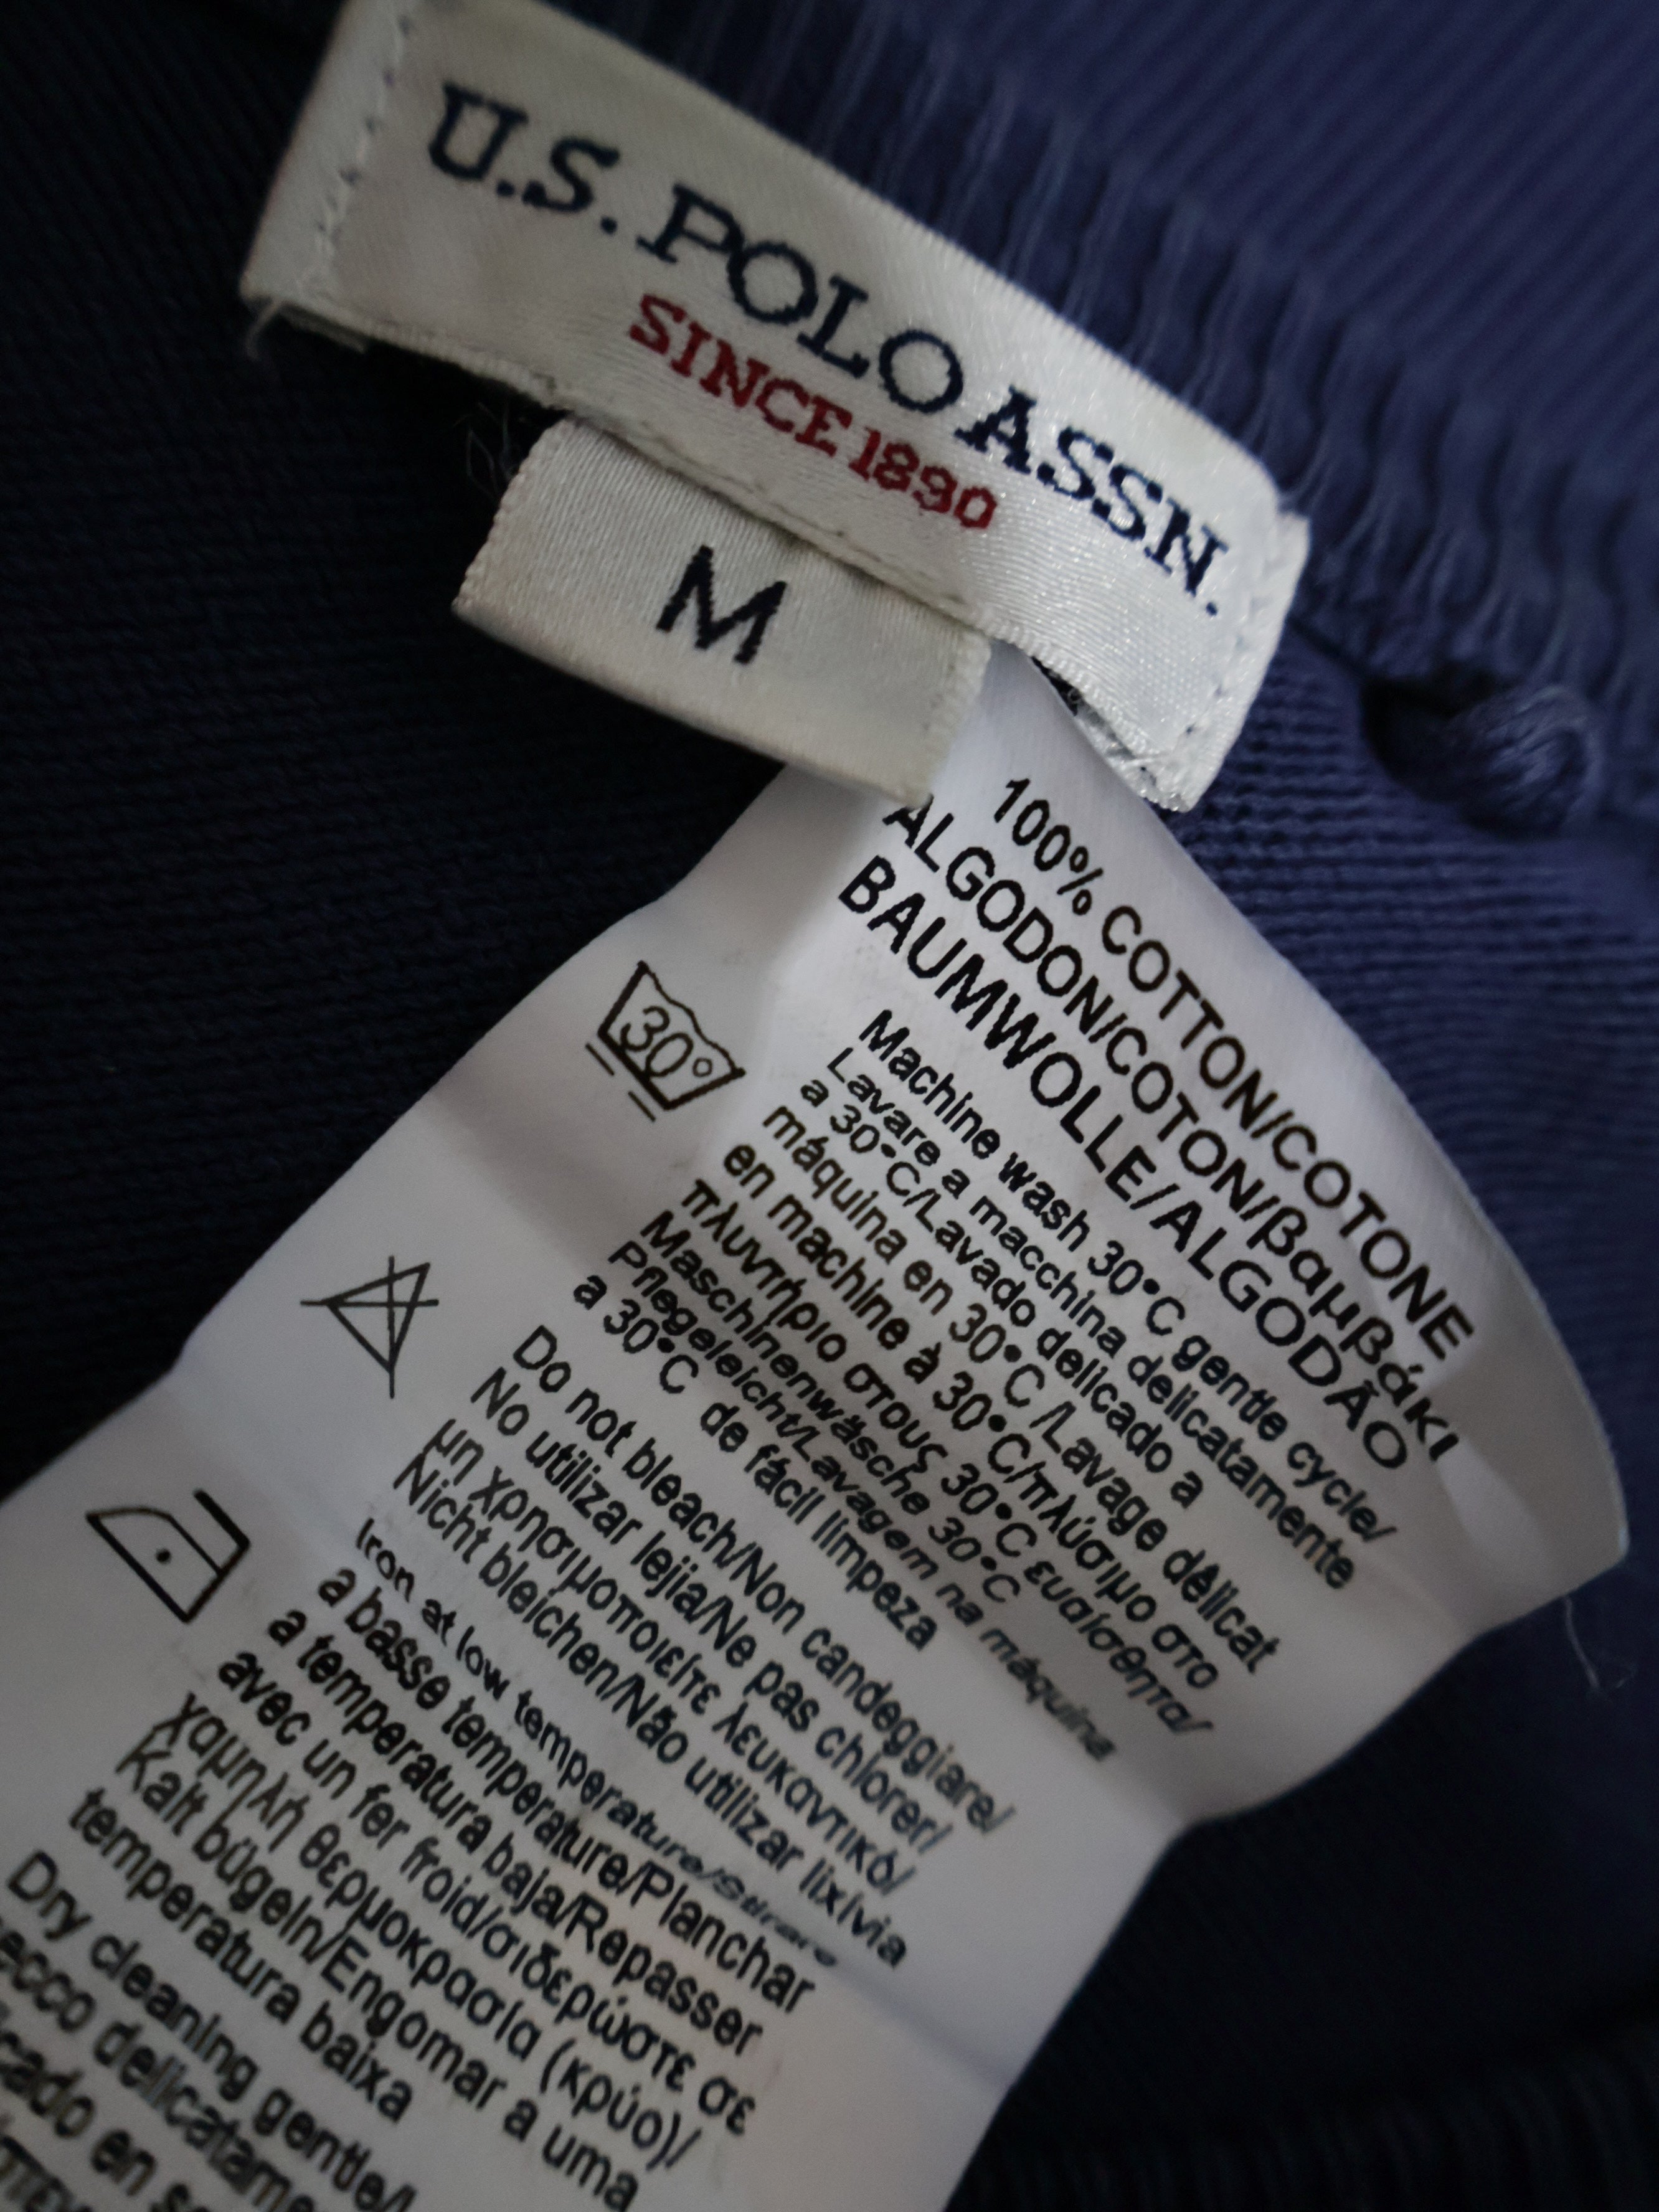 U.S. POLO ASSN.
SINCE 1890
M
100% COTTON/COTONE
ALGODON/COTON/βαμβάκι
BAUMWOLLE/ALGODÃO
30°
Machine wash 30°C gentle cycle/
Lavare a macchina delicatamente
a 30°C/Lavado delicado a
máquina en 30°C /Lavage délicat
en machine à 30°C/πλύσιμο στο
πλυντήριο στους 30°C ευαίσθητα/
Maschinenwäsche 30°C
Pflegeleicht/Lavagem na máquina
a 30°C de fácil limpeza
Do not bleach/Non candeggiare/
No utilizar lejia/Ne pas chlorer/
μη χρησιμοποιείτε λευκαντικό/
Nicht bleichen/Não utilizar lixívia
Iron at low temperature/Stirare
a basse temperature/Planchar
a temperatura baja/Repasser
avec un fer froid/σιδερώστε σε
χαμηλή θερμοκρασία (κρύο)/
Kalt bügeln/Engomar a uma
temperatura baixa
Dry cleaning gentle/
secco
en